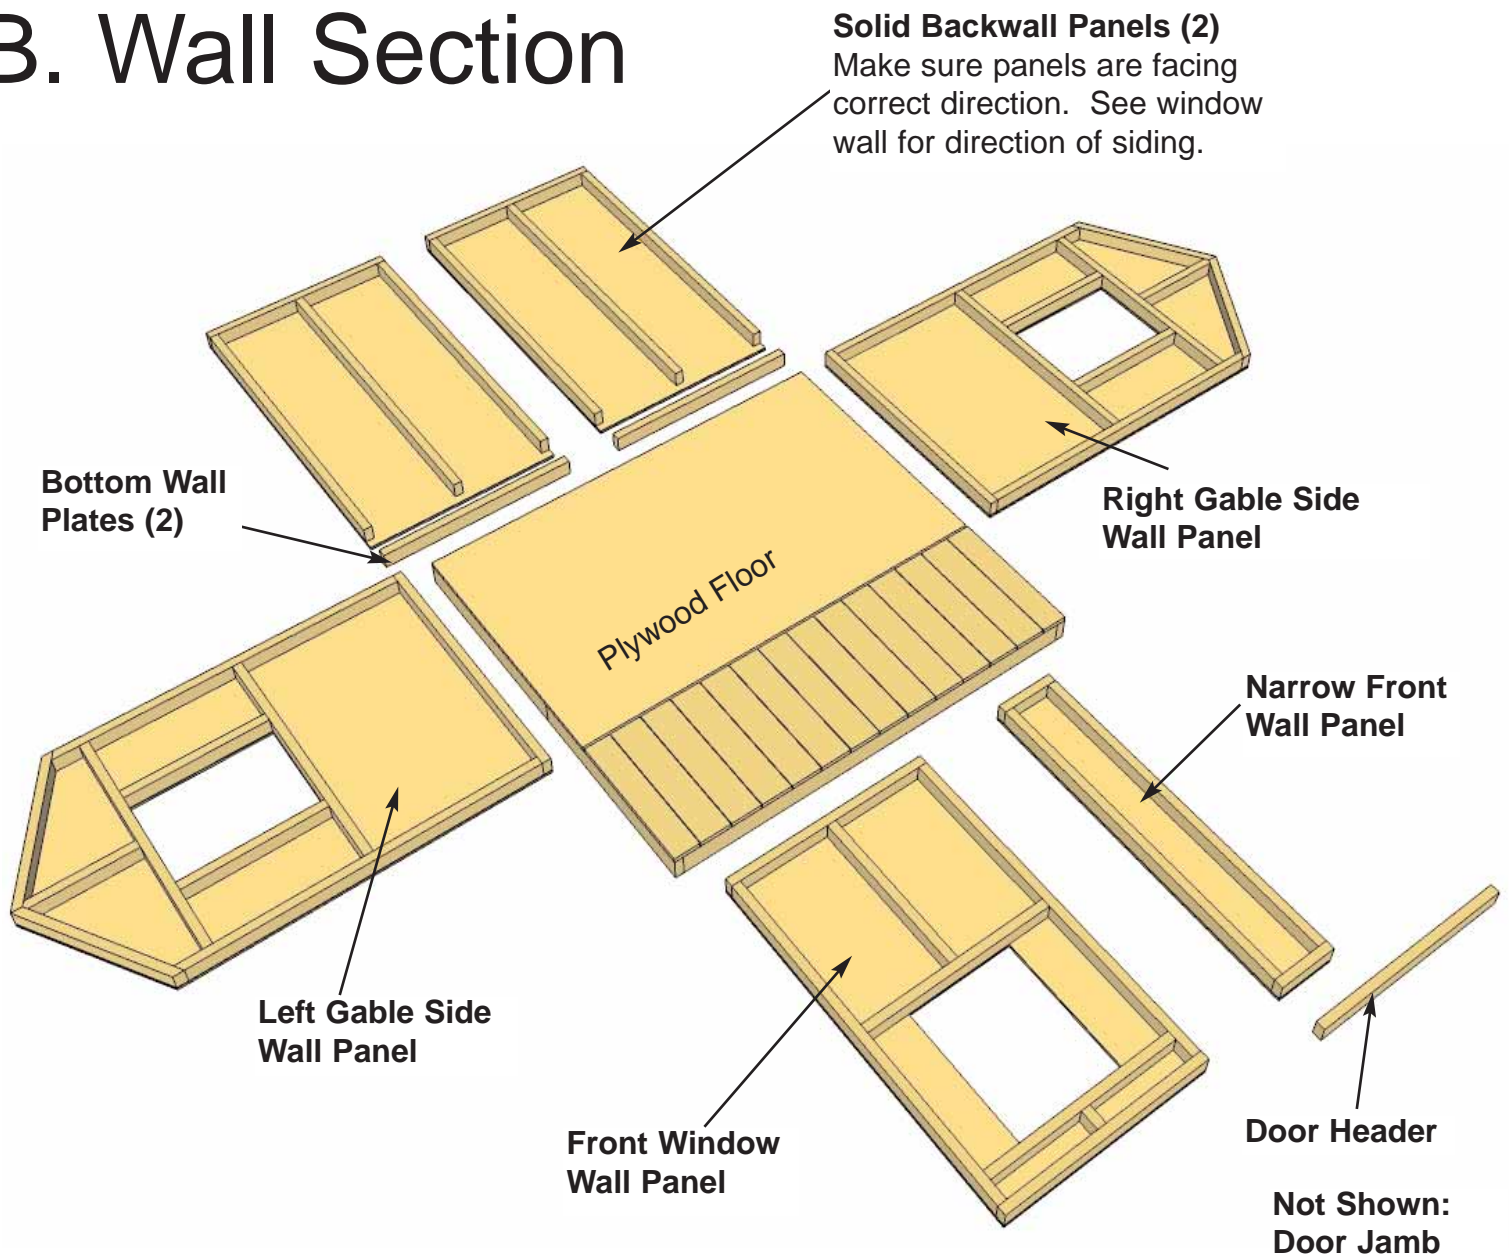 B. Wall Section
Solid Backwall Panels (2)
Make sure panels are facing
correct direction. See window
wall for direction of siding.
Bottom Wall
Plates (2)
Right Gable Side
Wall Panel
Plywood Floor
Narrow Front
Wall Panel
Left Gable Side
Wall Panel
Front Window
Wall Panel
Door Header
Not Shown:
Door Jamb